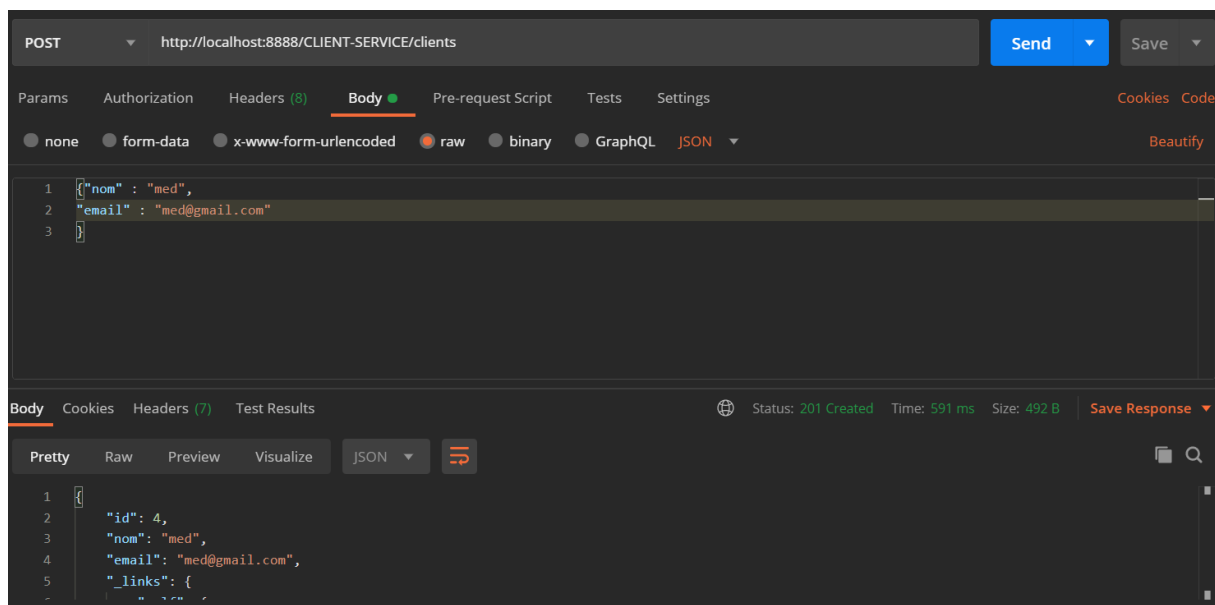 POST http://localhost:8888/CLIENT-SERVICE/clients Send Save
Params Authorization Headers (8) Body Pre-request Script Tests Settings Cookies Code
none form-data x-www-form-urlencoded raw binary GraphQL JSON Beautify
1 {"nom" : "med",
2 "email" : "med@gmail.com"
3 }
Body Cookies Headers (7) Test Results Status: 201 Created Time: 591 ms Size: 492 B Save Response
Pretty Raw Preview Visualize JSON
1 {
2 "id": 4,
3 "nom": "med",
4 "email": "med@gmail.com",
5 "_links": {